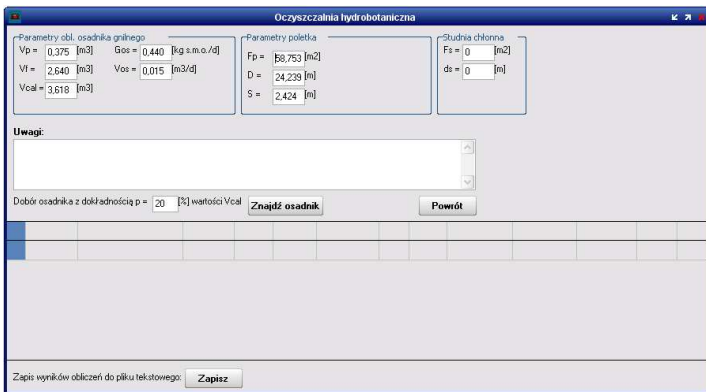 Oczyszczalnia hydrobotaniczna
Parametry obl. osadnika gnilnego
Vp = 0,375 [m3] Gos = 0,440 [kg s.m.o./d]
Vf = 2,640 [m3] Vos = 0,015 [m3/d]
Vcal = 3,618 [m3]
Parametry poletka
Fp = 58,753 [m2]
D = 24,239 [m]
S = 2,424 [m]
Studnia chłonna
Fs = 0 [m2]
ds = 0 [m]
Uwagi:
Dobór osadnika z dokładnością p = 20 [%] wartości Vcal Znajdź osadnik Powrót
Zapis wyników obliczeń do pliku tekstowego: Zapisz